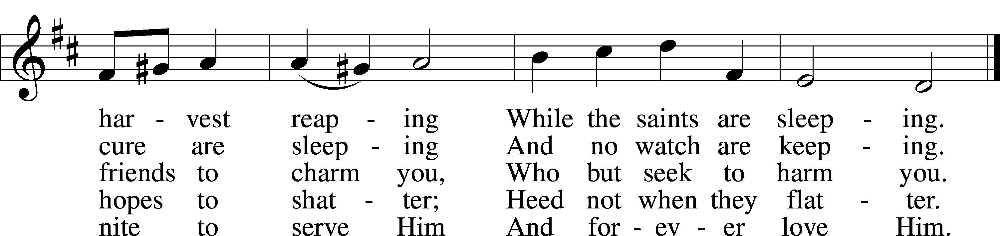 har - vest reap - ing While the saints are sleep - ing.
cure are sleep - ing And no watch are keep - ing.
friends to charm you, Who but seek to harm you.
hopes to shat - ter; Heed not when they flat - ter.
nite to serve Him And for - ev - er love Him.